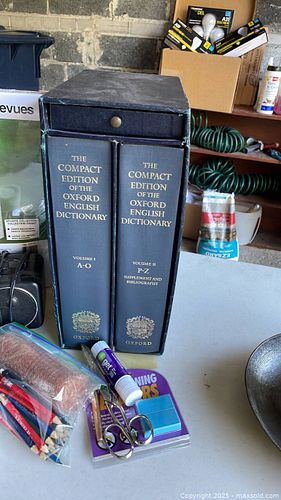 evues
THE
COMPACT
EDITION
OF THE
OXFORD
ENGLISH
DICTIONARY
VOLUME I
A-O
OXFORD
THE
COMPACT
EDITION
OF THE
OXFORD
ENGLISH
DICTIONARY
VOLUME II
P-Z
SUPPLEMENT AND
BIBLIOGRAPHY
OXFORD
Copyright 2025 - maxsold.com